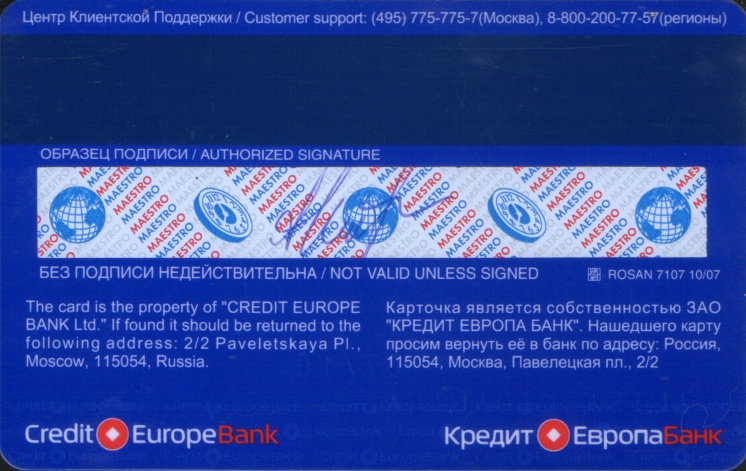 Центр Клиентской Поддержки / Customer support: (495) 775-775-7(Москва), 8-800-200-77-57(регионы)
ОБРАЗЕЦ ПОДПИСИ / AUTHORIZED SIGNATURE
MAESTRO MAESTRO MAESTRO MAESTRO
БЕЗ ПОДПИСИ НЕДЕЙСТВИТЕЛЬНА / NOT VALID UNLESS SIGNED
ROSAN 7107 10/07
The card is the property of "CREDIT EUROPE
BANK Ltd." If found it should be returned to the
following address: 2/2 Paveletskaya Pl.,
Moscow, 115054, Russia.
Карточка является собственностью ЗАО
"КРЕДИТ ЕВРОПА БАНК". Нашедшего карту
просим вернуть её в банк по адресу: Россия,
115054, Москва, Павелецкая пл., 2/2
Credit EuropeBank
Кредит ЕвропаБанк